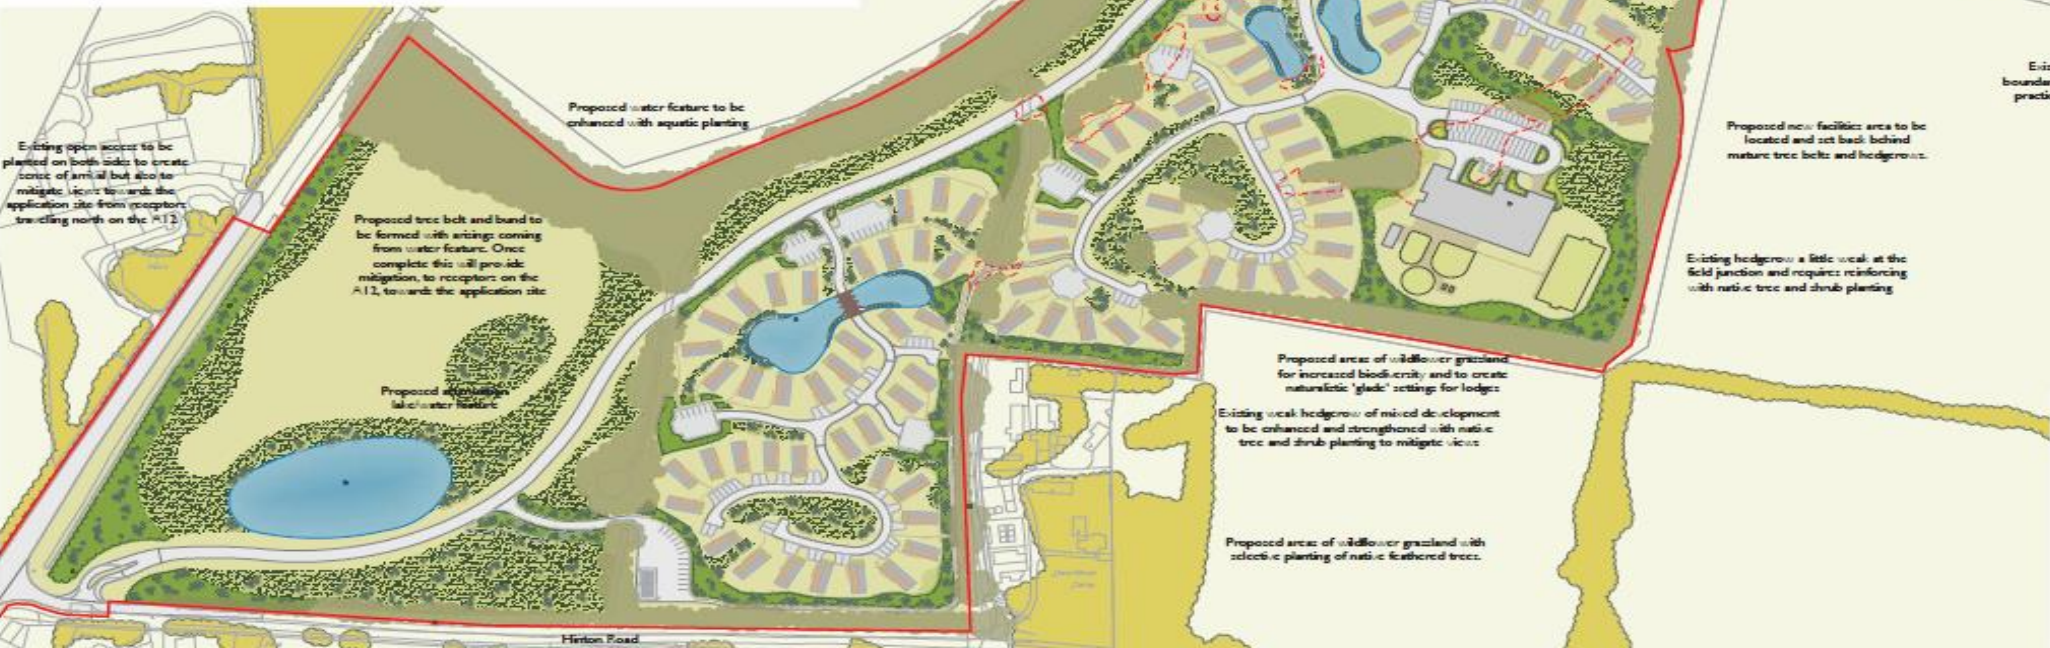 Existing open access to be
planted on both sides to create
sense of arrival but also to
mitigate views towards the
application site from receptors
travelling north on the A12
Proposed water feature to be
enhanced with aquatic planting
Proposed tree belt and bund to
be formed with arisings coming
from water feature. Once
complete this will provide
mitigation, to receptors on the
A12, towards the application site
Proposed attenuation
lake/water feature
Hinton Road
Proposed new facilities area to be
located and set back behind
mature tree belts and hedgerows.
Existing hedgerow a little weak at the
field junction and requires reinforcing
with native tree and shrub planting
Proposed areas of wildflower grassland
for increased biodiversity and to create
naturalistic 'glade' settings for lodges
Existing weak hedgerow of mixed development
to be enhanced and strengthened with native
tree and shrub planting to mitigate views
Proposed areas of wildflower grassland with
selective planting of native feathered trees.
Exis
boundar
practic